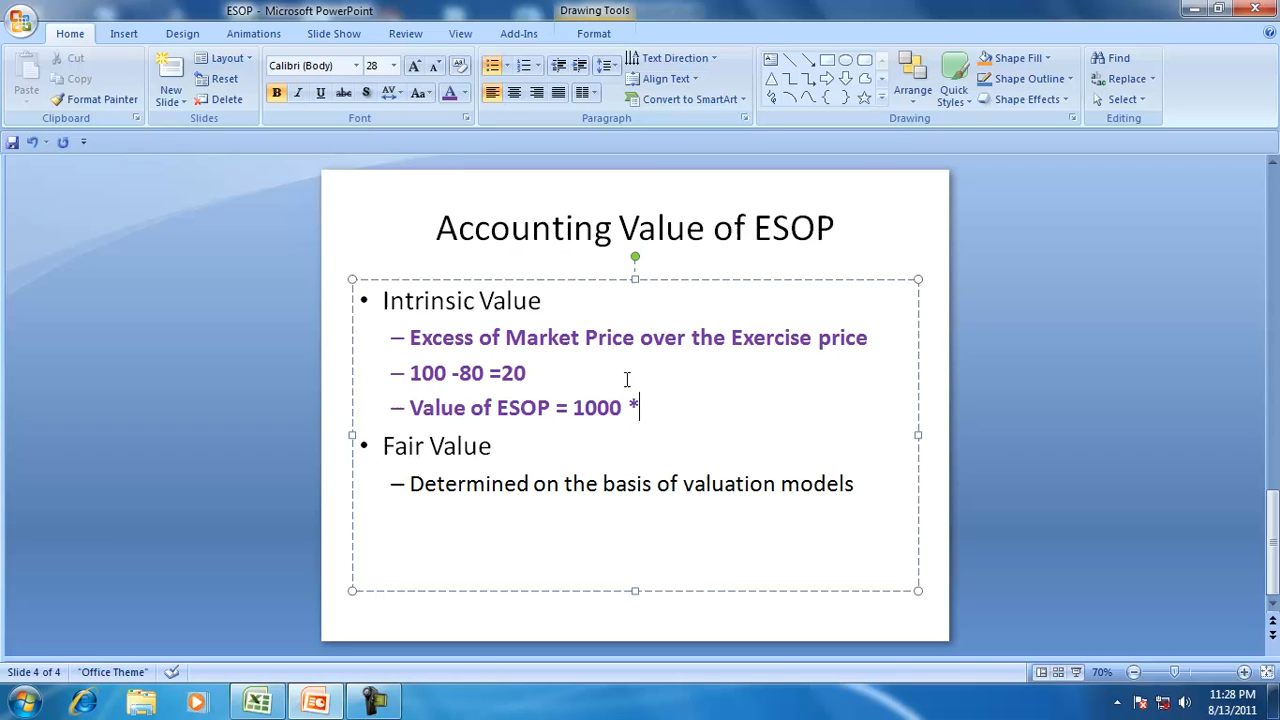 ESOP - Microsoft PowerPoint
Drawing Tools
Home Insert Design Animations Slide Show Review View Add-Ins Format
Paste
Cut
Copy
Format Painter
Clipboard
New Slide
Layout
Reset
Delete
Slides
Calibri (Body) 28
B I U abc S AV Aa A
Font
Text Direction
Align Text
Convert to SmartArt
Paragraph
Arrange
Quick Styles
Shape Fill
Shape Outline
Shape Effects
Drawing
Find
Replace
Select
Editing
Accounting Value of ESOP
• Intrinsic Value
– Excess of Market Price over the Exercise price
– 100 -80 =20
– Value of ESOP = 1000 *
• Fair Value
– Determined on the basis of valuation models
Slide 4 of 4 "Office Theme" 70%
11:28 PM
8/13/2011